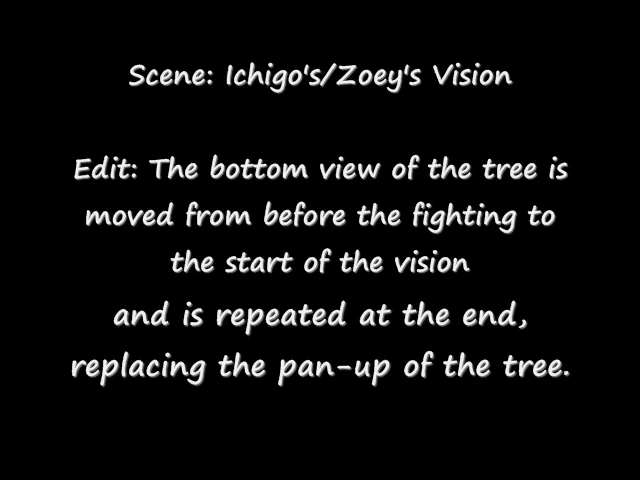 Scene: Ichigo's/Zoey's Vision
Edit: The bottom view of the tree is
moved from before the fighting to
the start of the vision
and is repeated at the end,
replacing the pan-up of the tree.